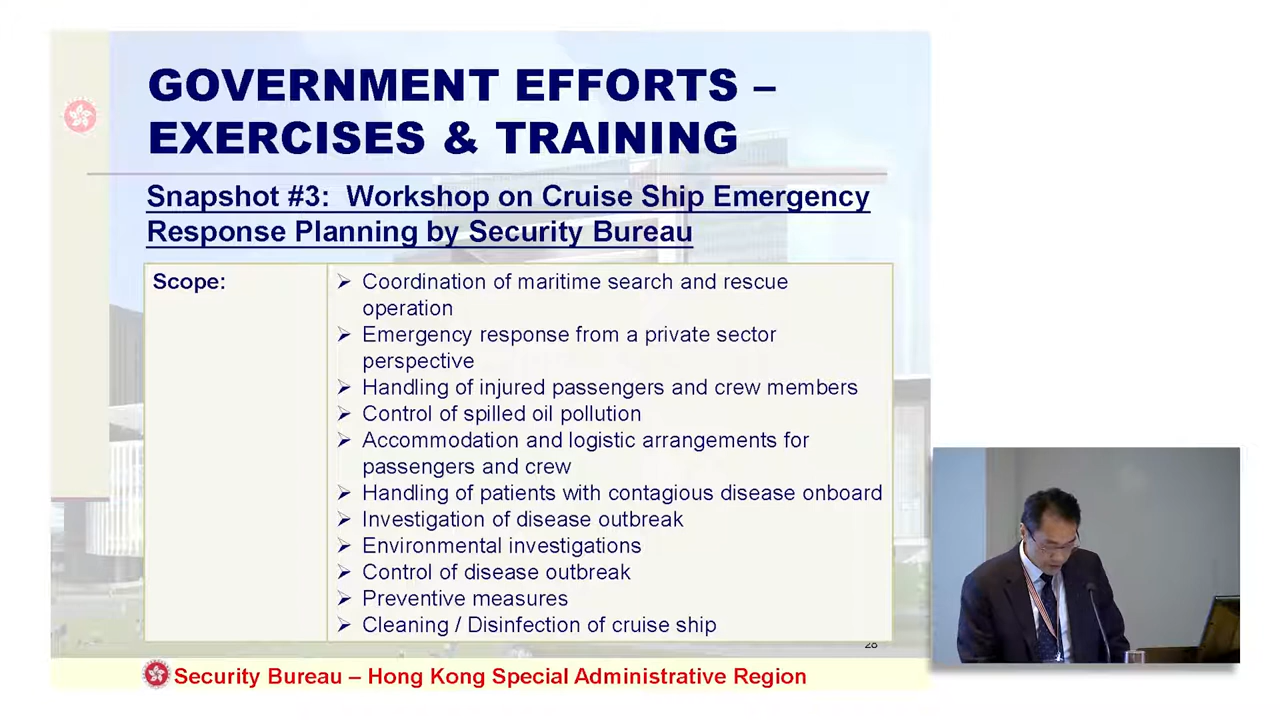 GOVERNMENT EFFORTS –
EXERCISES & TRAINING
Snapshot #3: Workshop on Cruise Ship Emergency
Response Planning by Security Bureau
Scope:
➢ Coordination of maritime search and rescue
operation
➢ Emergency response from a private sector
perspective
➢ Handling of injured passengers and crew members
➢ Control of spilled oil pollution
➢ Accommodation and logistic arrangements for
passengers and crew
➢ Handling of patients with contagious disease onboard
➢ Investigation of disease outbreak
➢ Environmental investigations
➢ Control of disease outbreak
➢ Preventive measures
➢ Cleaning / Disinfection of cruise ship
28
Security Bureau – Hong Kong Special Administrative Region